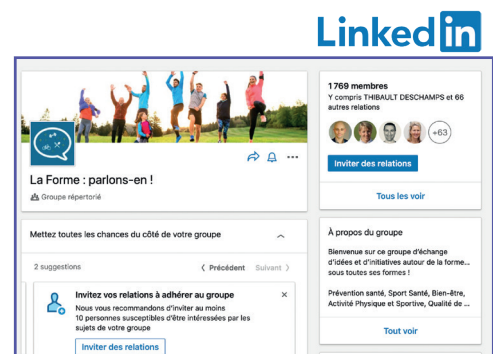 Linked in
La Forme : parlons-en !
Groupe répertorié
Mettez toutes les chances du côté de votre groupe
2 suggestions
Précédent Suivant
Invitez vos relations à adhérer au groupe
Nous vous recommandons d'inviter au moins
10 personnes susceptibles d'être intéressées par les
sujets de votre groupe
Inviter des relations
1 769 membres
Y compris THIBAULT DESCHAMPS et 66
autres relations
+63
Inviter des relations
Tous les voir
À propos du groupe
Bienvenue sur ce groupe d'échange
d'idées et d'initiatives autour de la forme...
sous toutes ses formes !
Prévention santé, Sport Santé, Bien-être,
Activité Physique et Sportive, Qualité de ...
Tout voir